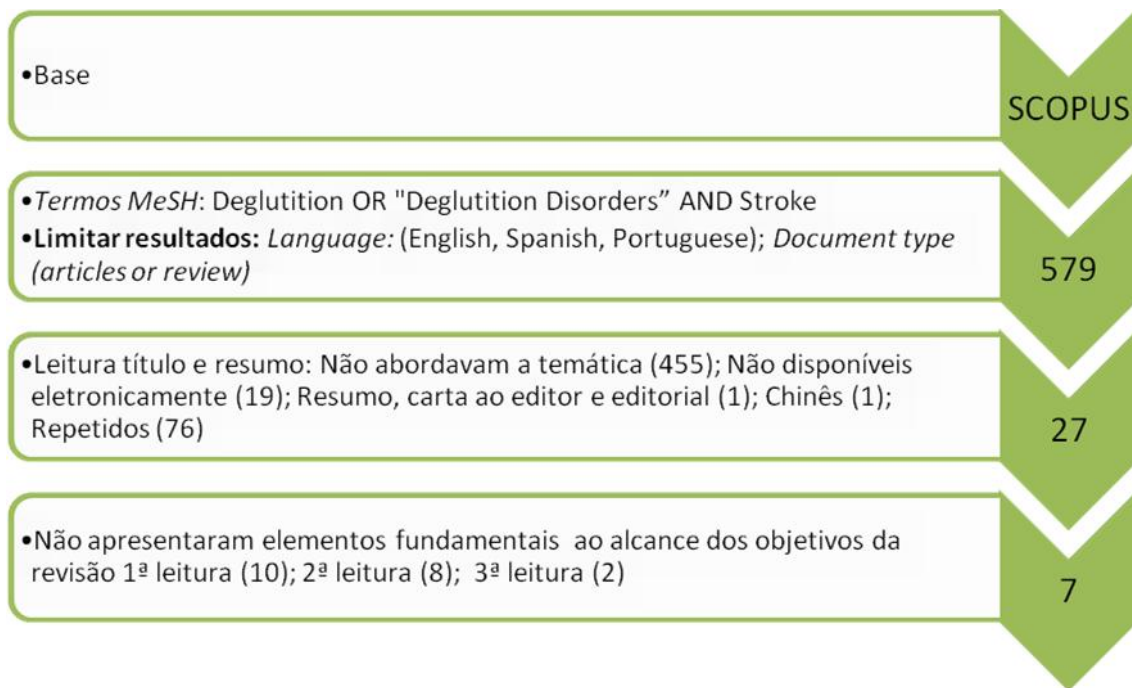 •Base
SCOPUS
•Termos MeSH: Deglutition OR "Deglutition Disorders” AND Stroke
•Limitar resultados: Language: (English, Spanish, Portuguese); Document type
(articles or review)
579
•Leitura título e resumo: Não abordavam a temática (455); Não disponíveis
eletronicamente (19); Resumo, carta ao editor e editorial (1); Chinês (1);
Repetidos (76)
27
•Não apresentaram elementos fundamentais ao alcance dos objetivos da
revisão 1ª leitura (10); 2ª leitura (8); 3ª leitura (2)
7